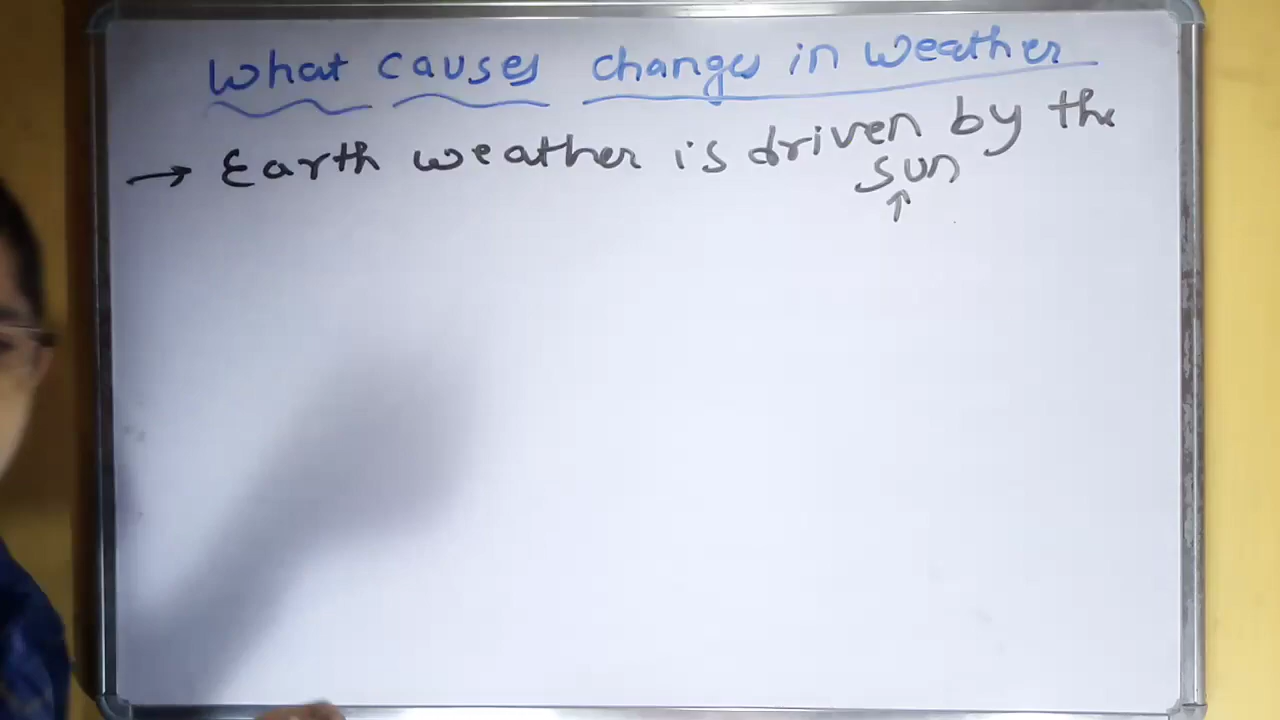 What causes changes in weather
→ Earth weather is driven by the
sun
↑